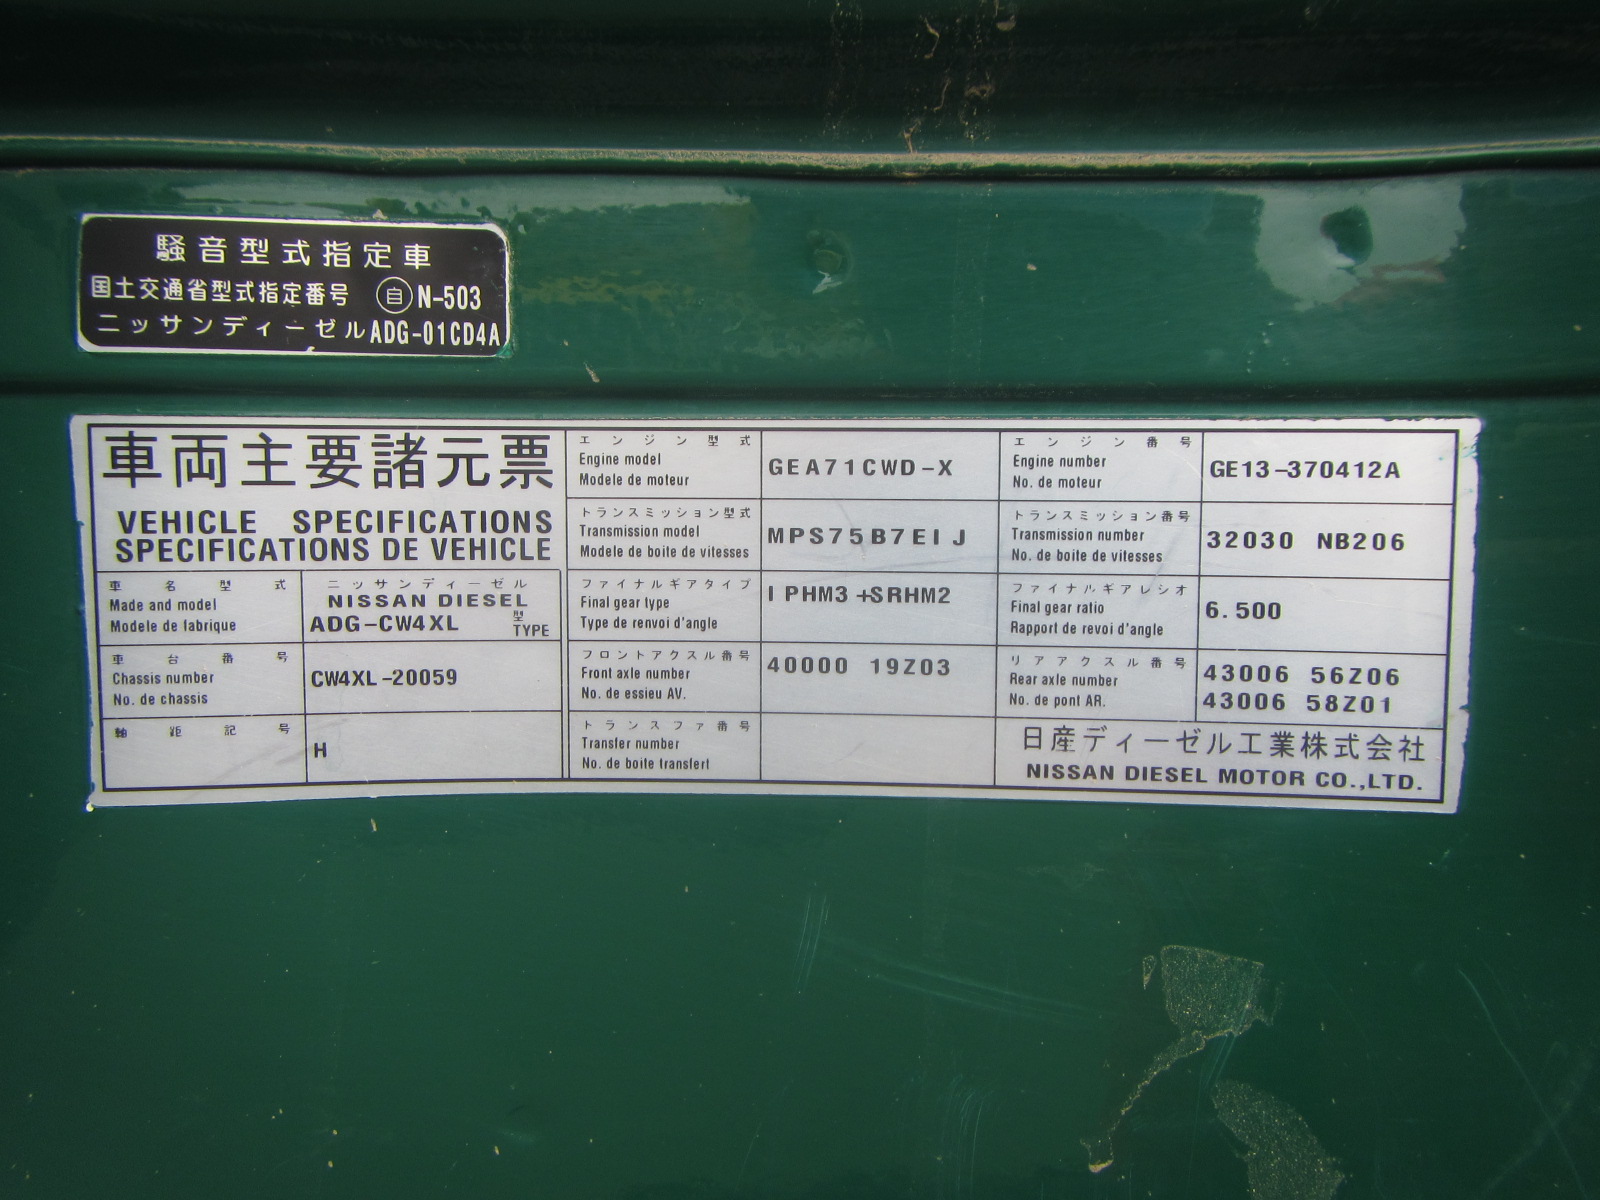 騒音型式指定車
国土交通省型式指定番号 自 N-503
ニッサンディーゼル ADG-01CD4A
車両主要諸元票
VEHICLE SPECIFICATIONS
SPECIFICATIONS DE VEHICLE
車名型式
Made and model
Modele de fabrique
ニッサンディーゼル
NISSAN DIESEL
ADG-CW4XL 型
TYPE
車台番号
Chassis number
No. de chassis
CW4XL-20059
軸距記号
H
エンジン型式
Engine model
Modele de moteur
GEA71CWD-X
エンジン番号
Engine number
No. de moteur
GE13-370412A
トランスミッション型式
Transmission model
Modele de boite de vitesses
MPS75B7EIJ
トランスミッション番号
Transmission number
No. de boite de vitesses
32030 NB206
ファイナルギアタイプ
Final gear type
Type de renvoi d'angle
IPHM3+SRHM2
ファイナルギアレシオ
Final gear ratio
Rapport de revoi d'angle
6.500
フロントアクスル番号
Front axle number
No. de essieu AV.
40000 19Z03
リアアクスル番号
Rear axle number
No. de pont AR.
43006 56Z06
43006 58Z01
トランスファ番号
Transfer number
No. de boite transfert
日産ディーゼル工業株式会社
NISSAN DIESEL MOTOR CO.,LTD.